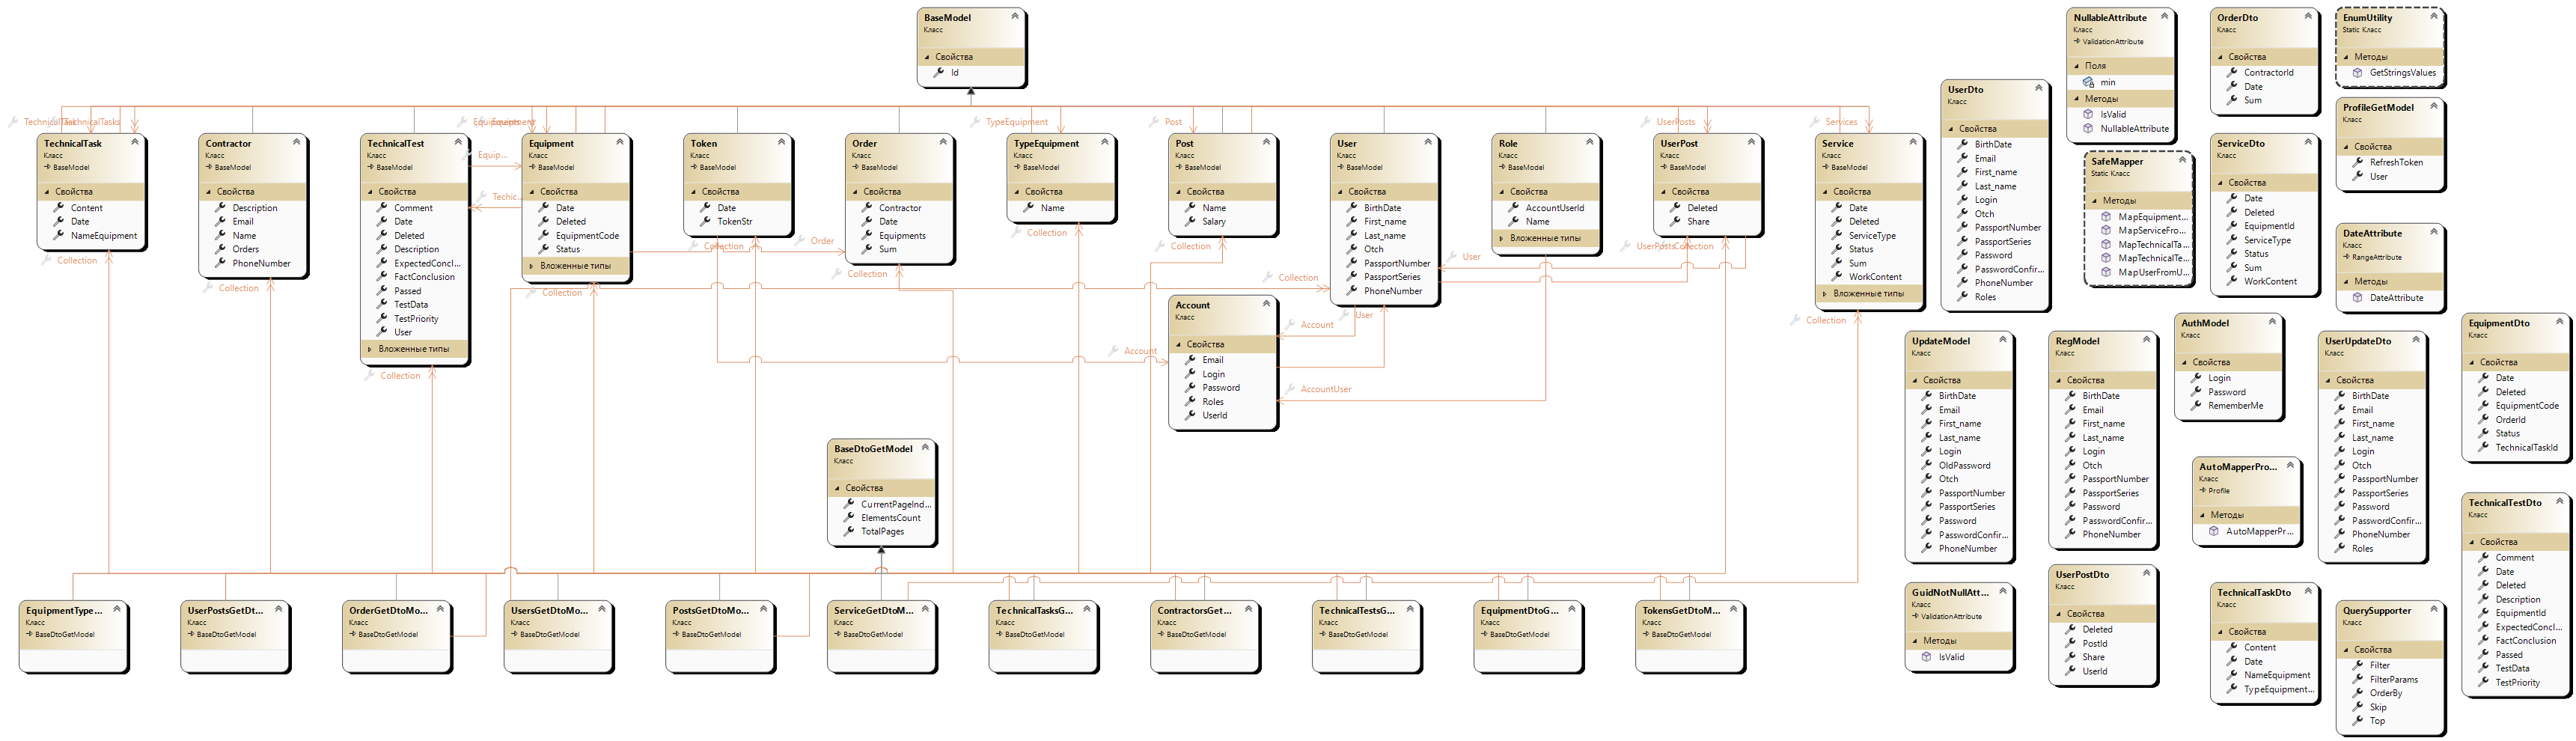 BaseModel
Класс
Свойства
Id
TechnicalTask
TechnicalTasks
Equipments
Equipment
TypeEquipment
Post
UserPosts
Services
TechnicalTask
Класс
BaseModel
Свойства
Content
Date
NameEquipment
Collection
Contractor
Класс
BaseModel
Свойства
Description
Email
Name
Orders
PhoneNumber
Collection
TechnicalTest
Класс
BaseModel
Свойства
Comment
Date
Deleted
Description
ExpectedConcl...
FactConclusion
Passed
TestData
TestPriority
User
Вложенные типы
Collection
Equip...
Techic...
Equipment
Класс
BaseModel
Свойства
Date
Deleted
EquipmentCode
Status
Вложенные типы
Collection
Token
Класс
BaseModel
Свойства
Date
TokenStr
Collection
Order
Order
Класс
BaseModel
Свойства
Contractor
Date
Equipments
Sum
Collection
TypeEquipment
Класс
BaseModel
Свойства
Name
Collection
Post
Класс
BaseModel
Свойства
Name
Salary
Collection
User
Класс
BaseModel
Свойства
BirthDate
First_name
Last_name
Otch
PassportNumber
PassportSeries
PhoneNumber
Collection
User
Role
Класс
BaseModel
Свойства
AccountUserId
Name
Вложенные типы
UserPost
Класс
BaseModel
Свойства
Deleted
Share
UserPosts
Collection
User
Service
Класс
BaseModel
Свойства
Date
Deleted
ServiceType
Status
Sum
WorkContent
Вложенные типы
Collection
Account
Класс
Свойства
Email
Login
Password
Roles
UserId
Account
Account
AccountUser
BaseDtoGetModel
Класс
Свойства
CurrentPageInd...
ElementsCount
TotalPages
EquipmentType...
Класс
BaseDtoGetModel
UserPostsGetDt...
Класс
BaseDtoGetModel
OrderGetDtoMo...
Класс
BaseDtoGetModel
UsersGetDtoMo...
Класс
BaseDtoGetModel
PostsGetDtoMo...
Класс
BaseDtoGetModel
ServiceGetDtoM...
Класс
BaseDtoGetModel
TechnicalTasksG...
Класс
BaseDtoGetModel
ContractorsGet...
Класс
BaseDtoGetModel
TechnicalTestsG...
Класс
BaseDtoGetModel
EquipmentDtoG...
Класс
BaseDtoGetModel
TokensGetDtoM...
Класс
BaseDtoGetModel
UserDto
Класс
Свойства
BirthDate
Email
First_name
Last_name
Login
Otch
PassportNumber
PassportSeries
Password
PasswordConfir...
PhoneNumber
Roles
NullableAttribute
Класс
ValidationAttribute
Поля
min
Методы
IsValid
NullableAttribute
SafeMapper
Static Класс
Методы
MapEquipment...
MapServiceFro...
MapTechnicalTa...
MapTechnicalTe...
MapUserFromU...
OrderDto
Класс
Свойства
ContractorId
Date
Sum
ServiceDto
Класс
Свойства
Date
Deleted
EquipmentId
ServiceType
Status
Sum
WorkContent
EnumUtility
Static Класс
Методы
GetStringsValues
ProfileGetModel
Класс
Свойства
RefreshToken
User
DateAttribute
Класс
RangeAttribute
Методы
DateAttribute
UpdateModel
Класс
Свойства
BirthDate
Email
First_name
Last_name
Login
OldPassword
Otch
PassportNumber
PassportSeries
Password
PasswordConfir...
PhoneNumber
RegModel
Класс
Свойства
BirthDate
Email
First_name
Last_name
Login
Otch
PassportNumber
PassportSeries
Password
PasswordConfir...
PhoneNumber
AuthModel
Класс
Свойства
Login
Password
RememberMe
AutoMapperPro...
Класс
Profile
Методы
AutoMapperPr...
UserUpdateDto
Класс
Свойства
BirthDate
Email
First_name
Last_name
Login
Otch
PassportNumber
PassportSeries
Password
PasswordConfir...
PhoneNumber
Roles
EquipmentDto
Класс
Свойства
Date
Deleted
EquipmentCode
OrderId
Status
TechnicalTaskId
TechnicalTestDto
Класс
Свойства
Comment
Date
Deleted
Description
EquipmentId
ExpectedConcl...
FactConclusion
Passed
TestData
TestPriority
GuidNotNullAtt...
Класс
ValidationAttribute
Методы
IsValid
UserPostDto
Класс
Свойства
Deleted
PostId
Share
UserId
TechnicalTaskDto
Класс
Свойства
Content
Date
NameEquipment
TypeEquipment...
QuerySupporter
Класс
Свойства
Filter
FilterParams
OrderBy
Skip
Top